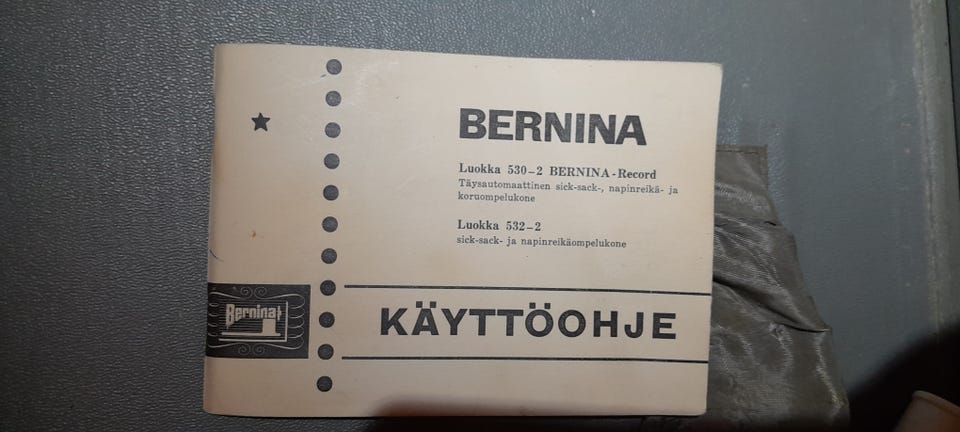 BERNINA
Luokka 530-2 BERNINA-Record
Täysautomaattinen sick-sack-, napinreikä- ja
koruompelukone
Luokka 532-2
sick-sack- ja napinreikäompelukone
Bernina
KÄYTTÖOHJE